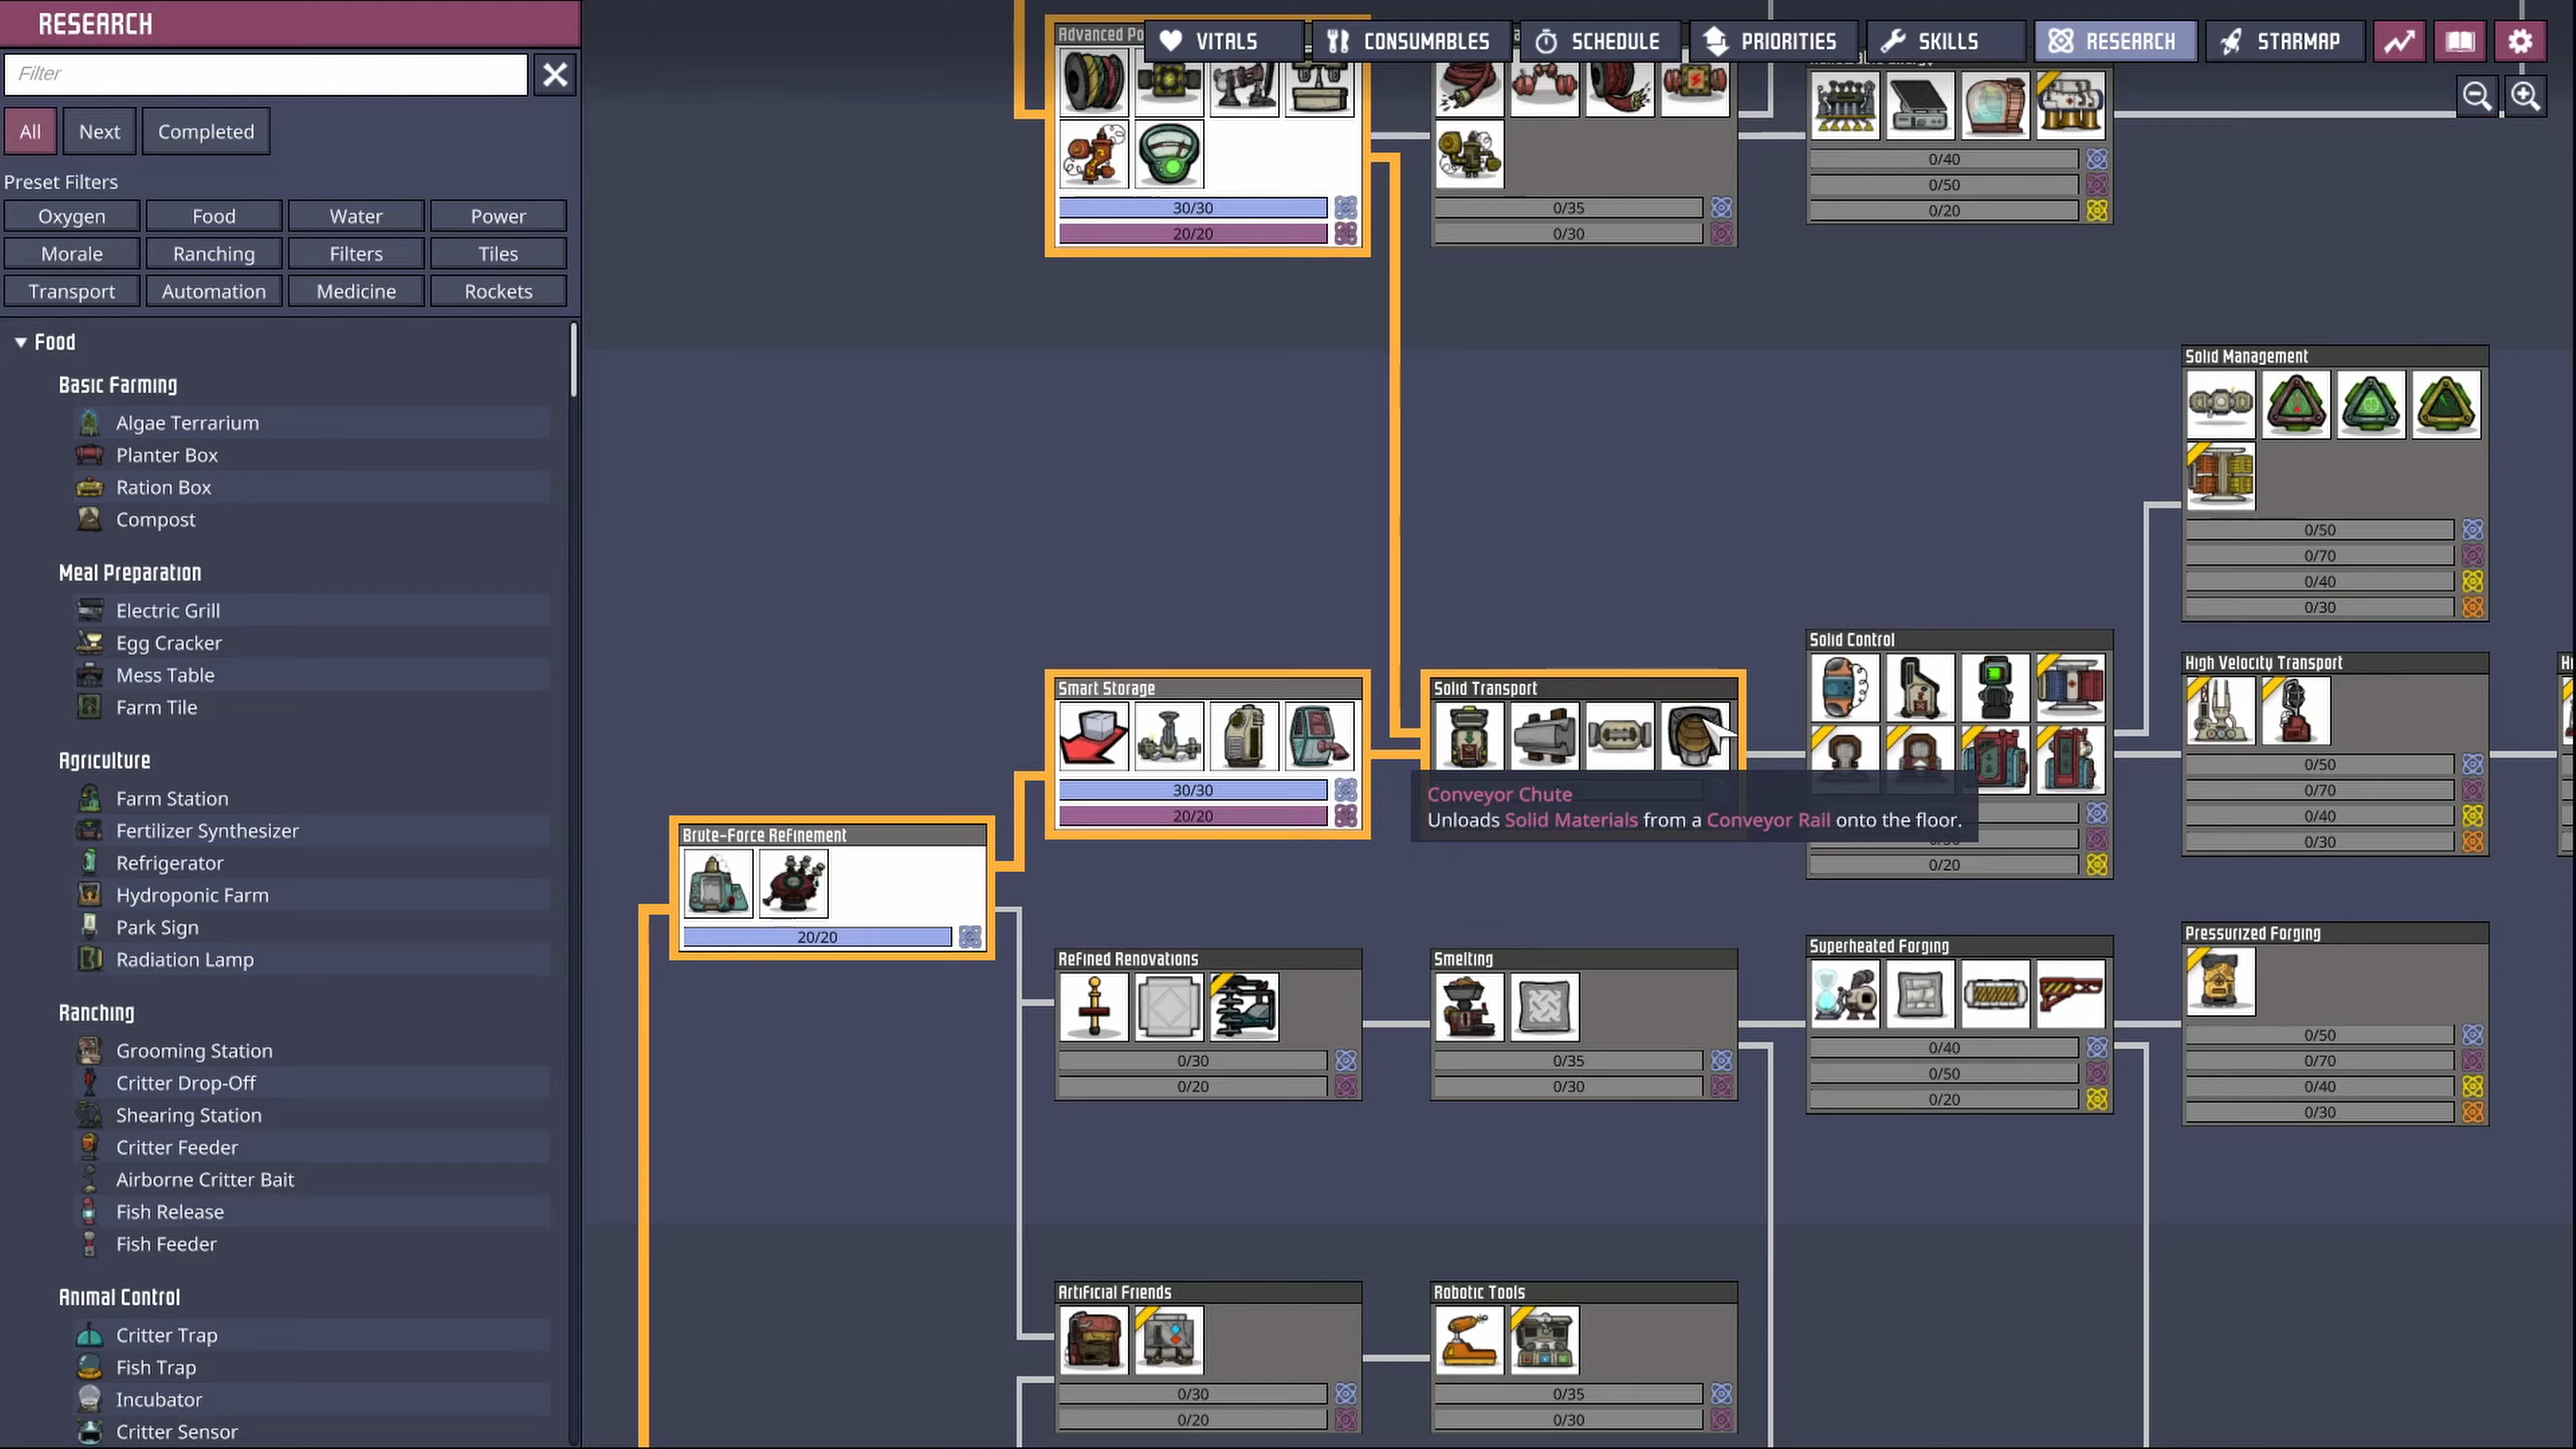 RESEARCH
Filter
All
Next
Completed
Preset Filters
Oxygen
Food
Water
Power
Morale
Ranching
Filters
Tiles
Transport
Automation
Medicine
Rockets
Food
Basic Farming
Algae Terrarium
Planter Box
Ration Box
Compost
Meal Preparation
Electric Grill
Egg Cracker
Mess Table
Farm Tile
Agriculture
Farm Station
Fertilizer Synthesizer
Refrigerator
Hydroponic Farm
Park Sign
Radiation Lamp
Ranching
Grooming Station
Critter Drop-Off
Shearing Station
Critter Feeder
Airborne Critter Bait
Fish Release
Fish Feeder
Animal Control
Critter Trap
Fish Trap
Incubator
Critter Sensor
VITALS
CONSUMABLES
SCHEDULE
PRIORITIES
SKILLS
RESEARCH
STARMAP
Advanced
30/30
20/20
0/35
0/30
0/40
0/50
0/20
Solid Management
0/50
0/70
0/40
0/30
Smart Storage
30/30
20/20
Solid Transport
Conveyor Chute
Unloads Solid Materials from a Conveyor Rail onto the floor.
Solid Control
0/20
High Velocity Transport
0/50
0/70
0/40
0/30
Brute-Force Refinement
20/20
Refined Renovations
0/30
0/20
Smelting
0/35
0/30
Superheated Forging
0/40
0/50
0/20
Pressurized Forging
0/50
0/70
0/40
0/30
Artificial Friends
0/30
0/20
Robotic Tools
0/35
0/30